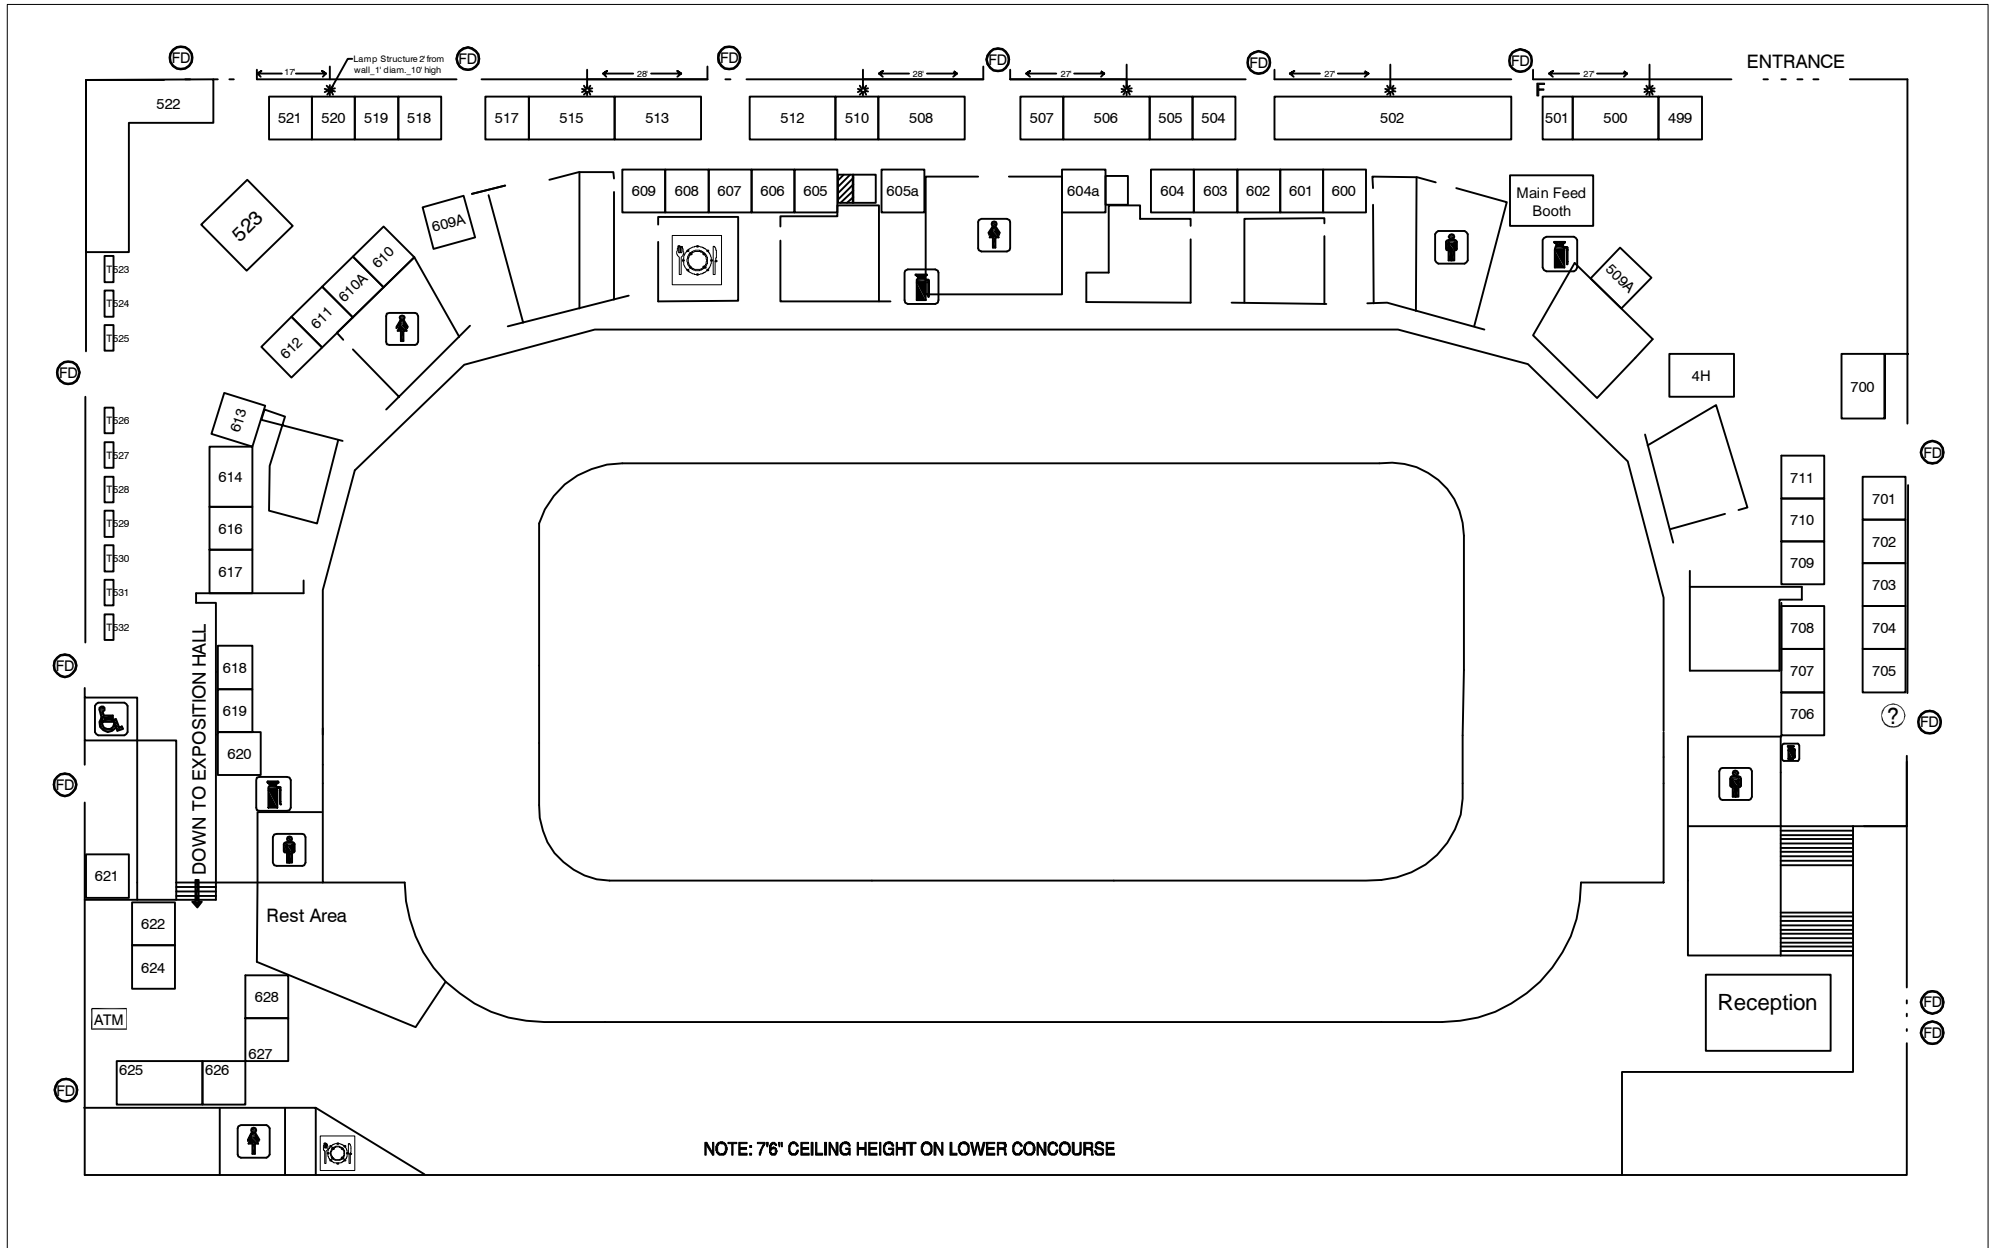 FD
FD
FD
FD
FD
FD
ENTRANCE
Lamp Structure 2' from
wall_1' diam._10' high
17'
28'
28'
27'
27'
27'
F
522
521
520
519
518
517
515
513
512
510
508
507
506
505
504
502
501
500
499
609
608
607
606
605
605a
604a
604
603
602
601
600
Main Feed
Booth
523
609A
610
610A
611
612
509A
T523
T524
T525
FD
4H
700
613
T526
T527
T528
T529
T530
T531
T532
614
616
617
FD
711
710
709
701
702
703
704
705
708
707
706
?
FD
FD
618
619
620
DOWN TO EXPOSITION HALL
FD
621
622
624
Rest Area
628
627
ATM
625
626
FD
Reception
FD
FD
NOTE: 7'6" CEILING HEIGHT ON LOWER CONCOURSE